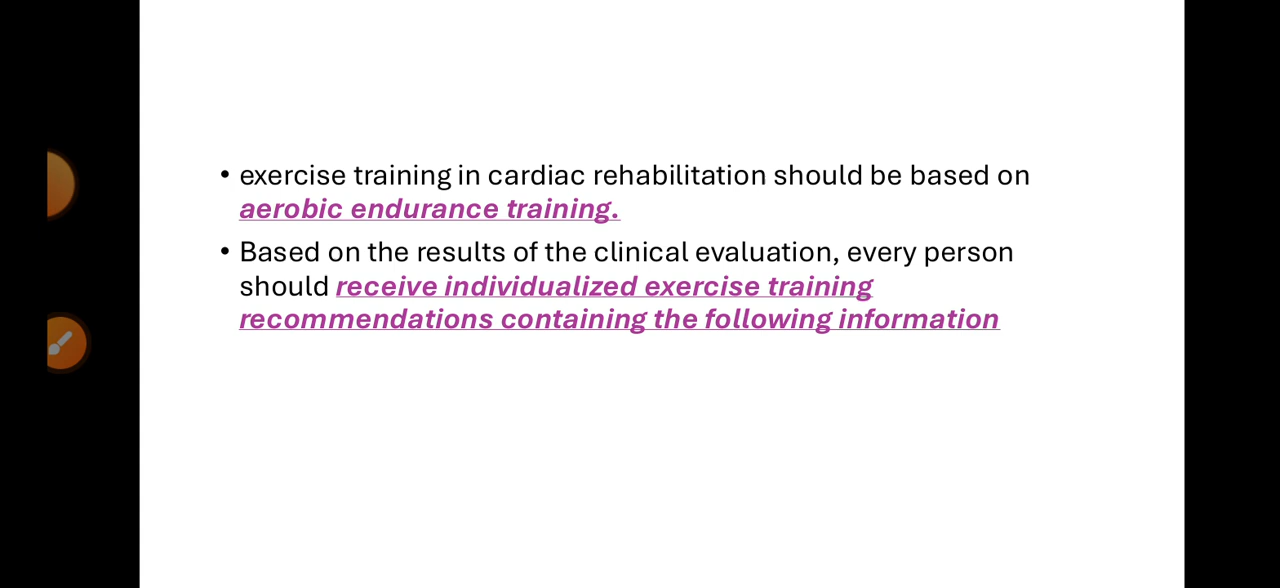 • exercise training in cardiac rehabilitation should be based on
aerobic endurance training.
• Based on the results of the clinical evaluation, every person
should receive individualized exercise training
recommendations containing the following information